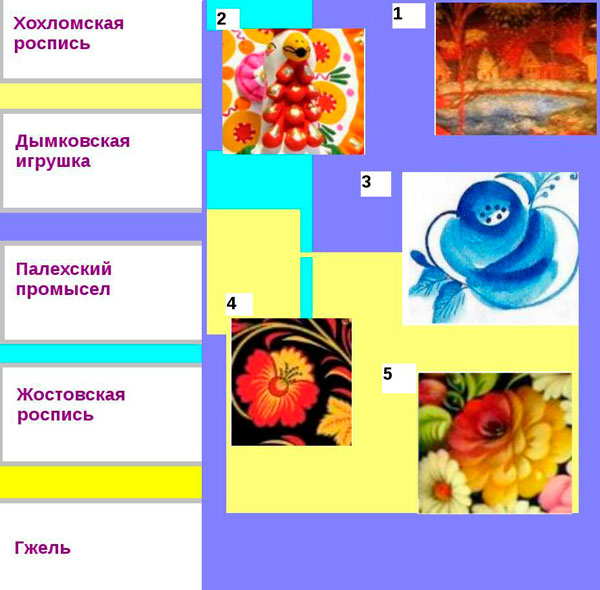 Хохломская
роспись
Дымковская
игрушка
Палехский
промысел
Жостовская
роспись
Гжель
1
2
3
4
5